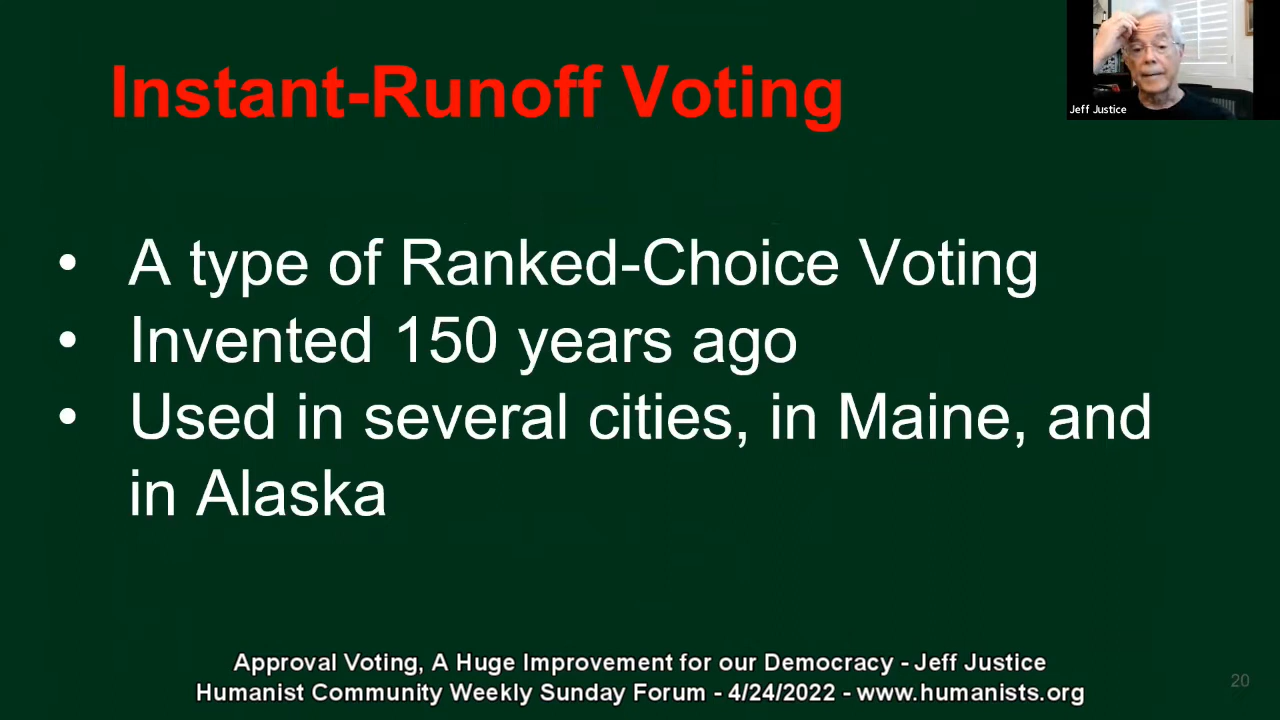 Instant-Runoff Voting
Jeff Justice
• A type of Ranked-Choice Voting
• Invented 150 years ago
• Used in several cities, in Maine, and
in Alaska
Approval Voting, A Huge Improvement for our Democracy - Jeff Justice
Humanist Community Weekly Sunday Forum - 4/24/2022 - www.humanists.org
20